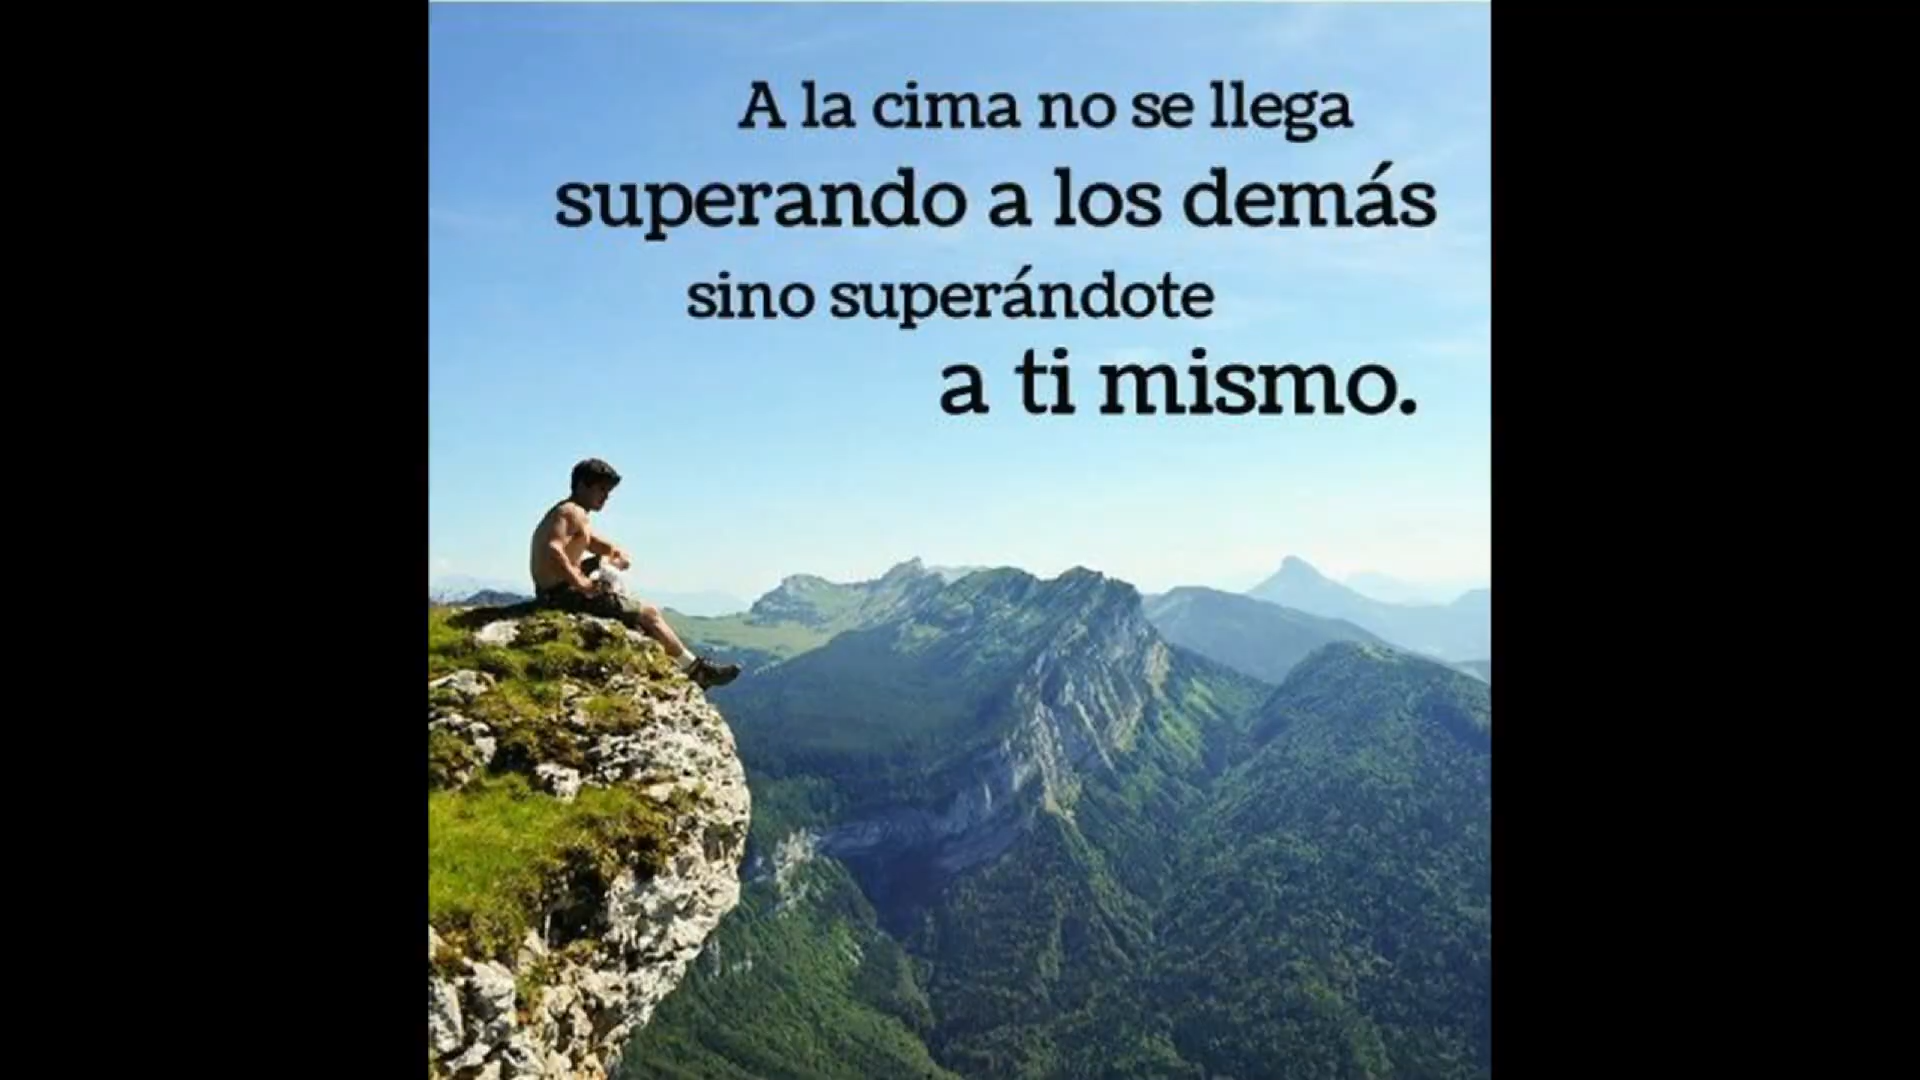 A la cima no se llega
superando a los demás
sino superándote
a ti mismo.